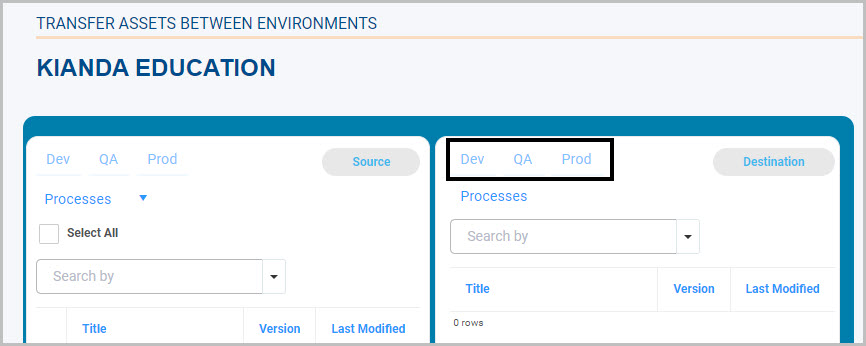 TRANSFER ASSETS BETWEEN ENVIRONMENTS
KIANDA EDUCATION
Dev QA Prod Source
Processes
Select All
Search by
Title Version Last Modified
Dev QA Prod Destination
Processes
Search by
Title Version Last Modified
0 rows